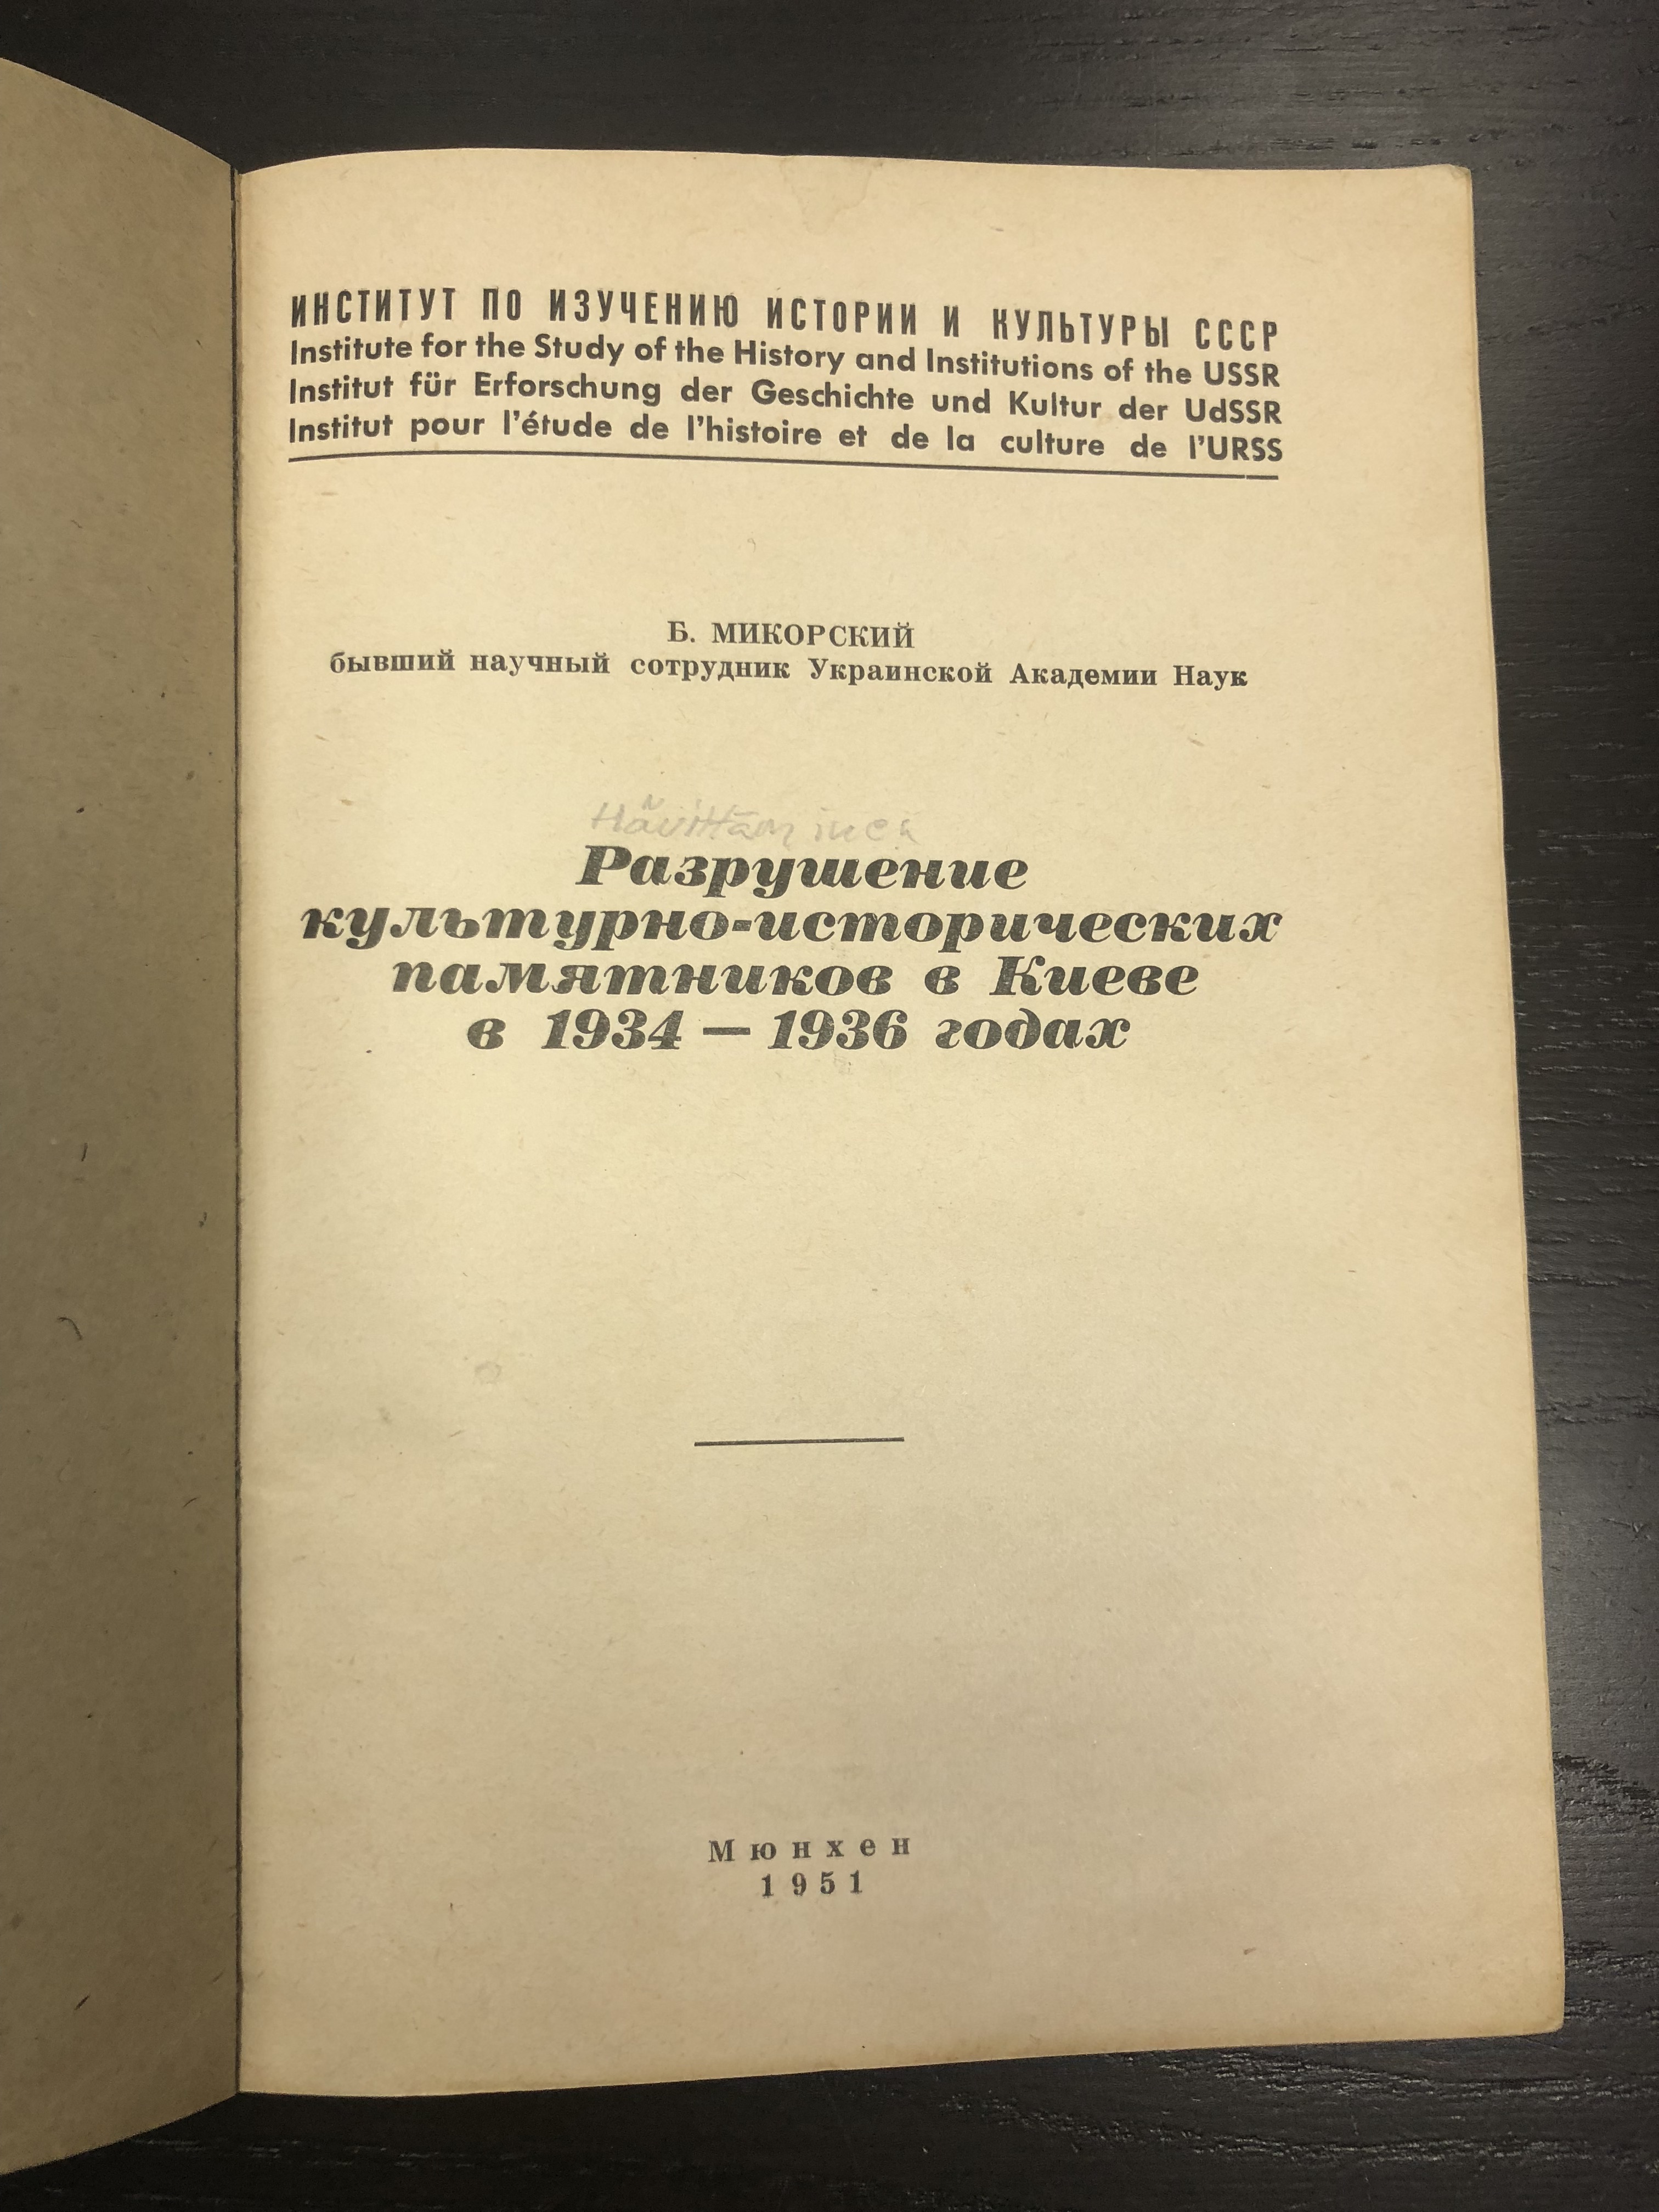 ИНСТИТУТ ПО ИЗУЧЕНИЮ ИСТОРИИ И КУЛЬТУРЫ СССР
Institute for the Study of the History and Institutions of the USSR
Institut für Erforschung der Geschichte und Kultur der UdSSR
Institut pour l'étude de l'histoire et de la culture de l'URSS
Б. МИКОРСКИЙ
бывший научный сотрудник Украинской Академии Наук
Hävittäminen
Разрушение
культурно-исторических
памятников в Киеве
в 1934 — 1936 годах
Мюнхен
1951